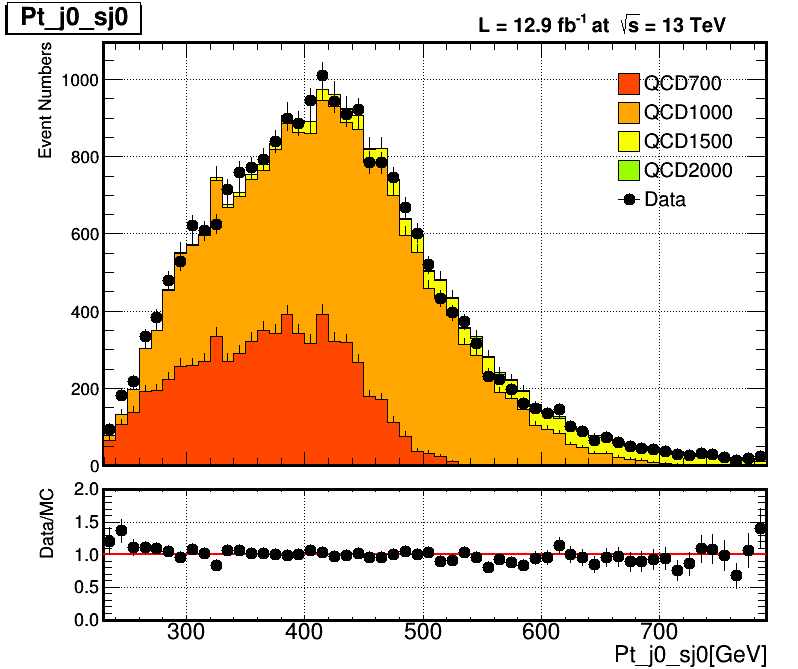 Pt_j0_sj0
L = 12.9 fb⁻¹ at √s = 13 TeV
Event Numbers
1000
800
600
400
200
0
QCD700
QCD1000
QCD1500
QCD2000
Data
Data/MC
2.0
1.5
1.0
0.5
0.0
300 400 500 600 700
Pt_j0_sj0[GeV]